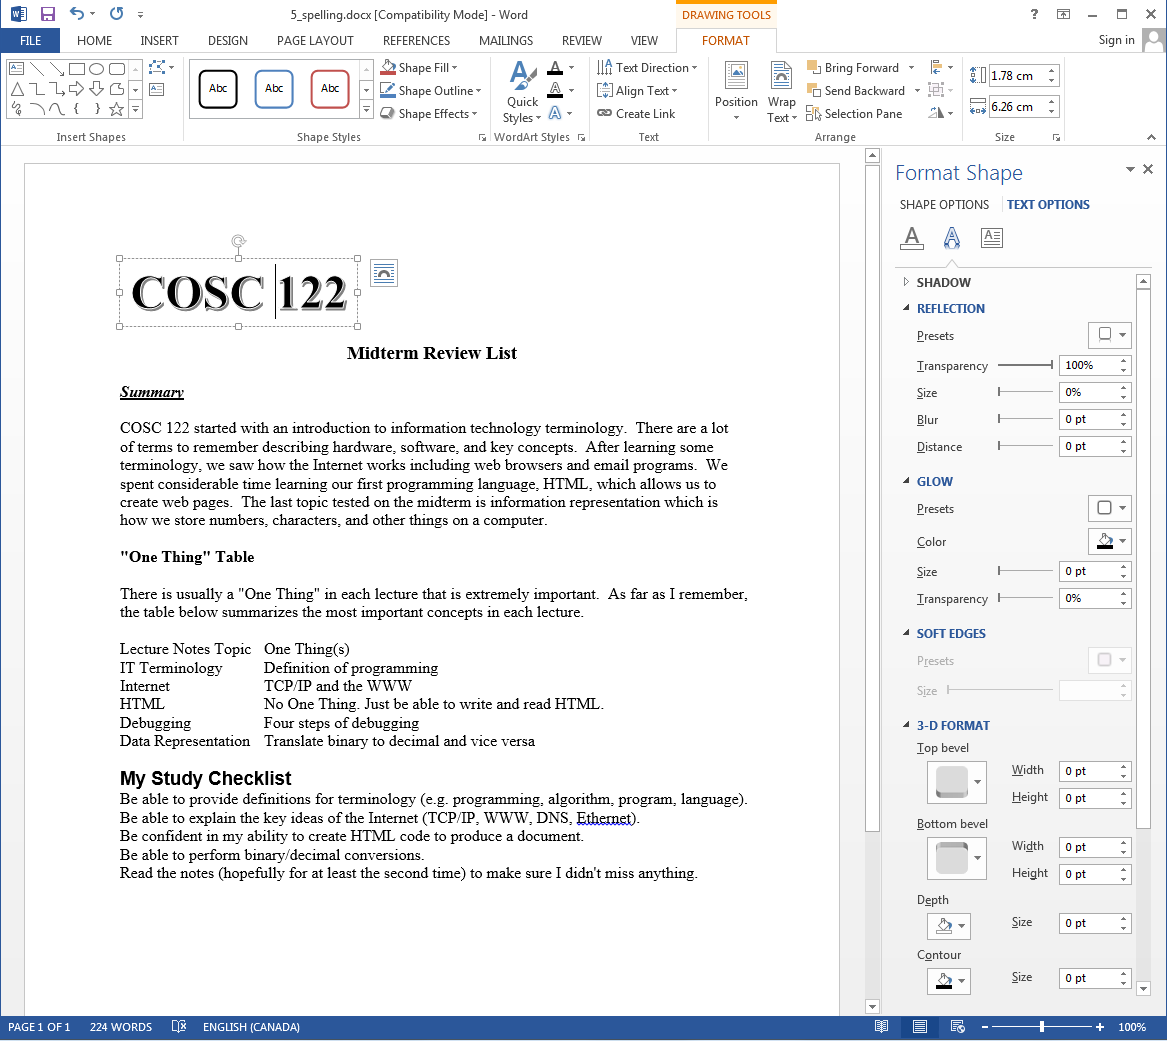 5_spelling.docx [Compatibility Mode] - Word
DRAWING TOOLS
?
FILE HOME INSERT DESIGN PAGE LAYOUT REFERENCES MAILINGS REVIEW VIEW FORMAT Sign in
Abc Abc Abc
Shape Fill
Shape Outline
Shape Effects
Quick
Styles
Text Direction
Align Text
Create Link
Position
Wrap
Text
Bring Forward
Send Backward
Selection Pane
1.78 cm
6.26 cm
Insert Shapes Shape Styles WordArt Styles Text Arrange Size
COSC 122
Midterm Review List
Summary
COSC 122 started with an introduction to information technology terminology. There are a lot
of terms to remember describing hardware, software, and key concepts. After learning some
terminology, we saw how the Internet works including web browsers and email programs. We
spent considerable time learning our first programming language, HTML, which allows us to
create web pages. The last topic tested on the midterm is information representation which is
how we store numbers, characters, and other things on a computer.
"One Thing" Table
There is usually a "One Thing" in each lecture that is extremely important. As far as I remember,
the table below summarizes the most important concepts in each lecture.
Lecture Notes Topic One Thing(s)
IT Terminology Definition of programming
Internet TCP/IP and the WWW
HTML No One Thing. Just be able to write and read HTML.
Debugging Four steps of debugging
Data Representation Translate binary to decimal and vice versa
My Study Checklist
Be able to provide definitions for terminology (e.g. programming, algorithm, program, language).
Be able to explain the key ideas of the Internet (TCP/IP, WWW, DNS, Ethernet).
Be confident in my ability to create HTML code to produce a document.
Be able to perform binary/decimal conversions.
Read the notes (hopefully for at least the second time) to make sure I didn't miss anything.
Format Shape
SHAPE OPTIONS TEXT OPTIONS
SHADOW
REFLECTION
Presets
Transparency 100%
Size 0%
Blur 0 pt
Distance 0 pt
GLOW
Presets
Color
Size 0 pt
Transparency 0%
SOFT EDGES
Presets
Size
3-D FORMAT
Top bevel
Width 0 pt
Height 0 pt
Bottom bevel
Width 0 pt
Height 0 pt
Depth
Size 0 pt
Contour
Size 0 pt
PAGE 1 OF 1 224 WORDS ENGLISH (CANADA) 100%